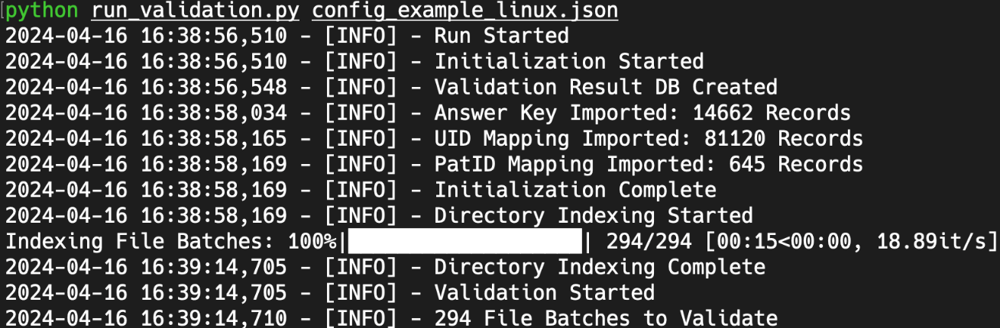 python run_validation.py config_example_linux.json
2024-04-16 16:38:56,510 - [INFO] - Run Started
2024-04-16 16:38:56,510 - [INFO] - Initialization Started
2024-04-16 16:38:56,548 - [INFO] - Validation Result DB Created
2024-04-16 16:38:58,034 - [INFO] - Answer Key Imported: 14662 Records
2024-04-16 16:38:58,165 - [INFO] - UID Mapping Imported: 81120 Records
2024-04-16 16:38:58,169 - [INFO] - PatID Mapping Imported: 645 Records
2024-04-16 16:38:58,169 - [INFO] - Initialization Complete
2024-04-16 16:38:58,169 - [INFO] - Directory Indexing Started
Indexing File Batches: 100%|███████████████████| 294/294 [00:15<00:00, 18.89it/s]
2024-04-16 16:39:14,705 - [INFO] - Directory Indexing Complete
2024-04-16 16:39:14,705 - [INFO] - Validation Started
2024-04-16 16:39:14,710 - [INFO] - 294 File Batches to Validate